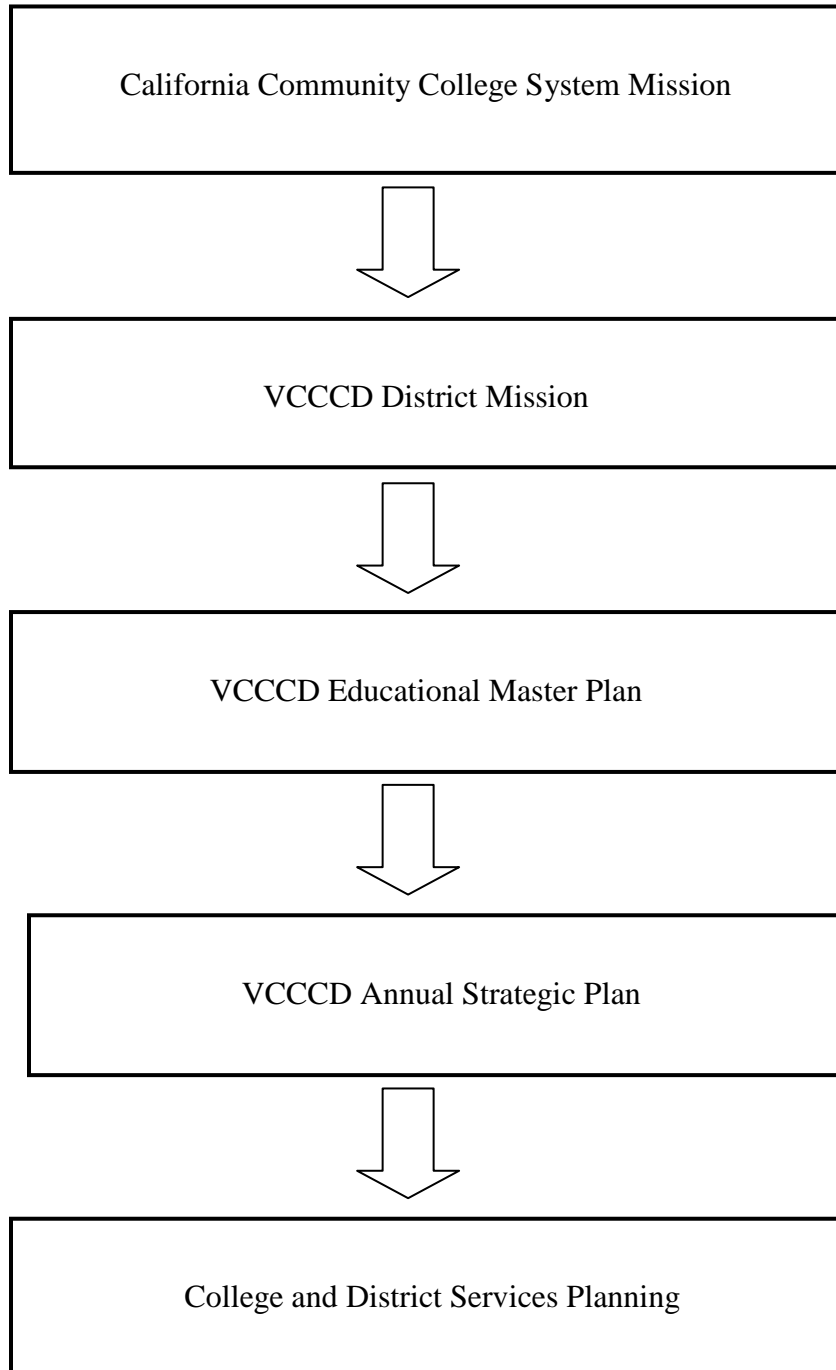 California Community College System Mission
VCCCD District Mission
VCCCD Educational Master Plan
VCCCD Annual Strategic Plan
College and District Services Planning